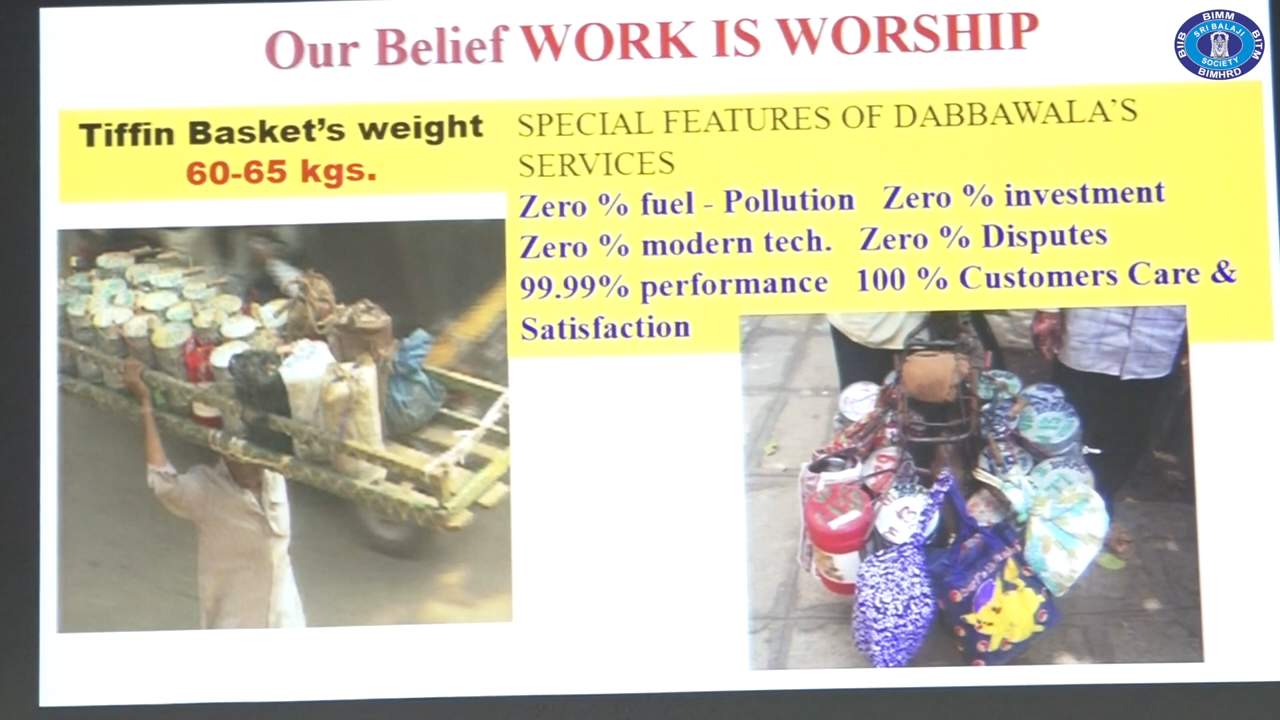 Our Belief WORK IS WORSHIP
BIMM
SRI BALAJI
SOCIETY
BIIB
BITM
BIMHRD
Tiffin Basket's weight
60-65 kgs.
SPECIAL FEATURES OF DABBAWALA'S
SERVICES
Zero % fuel - Pollution Zero % investment
Zero % modern tech. Zero % Disputes
99.99% performance 100 % Customers Care &
Satisfaction